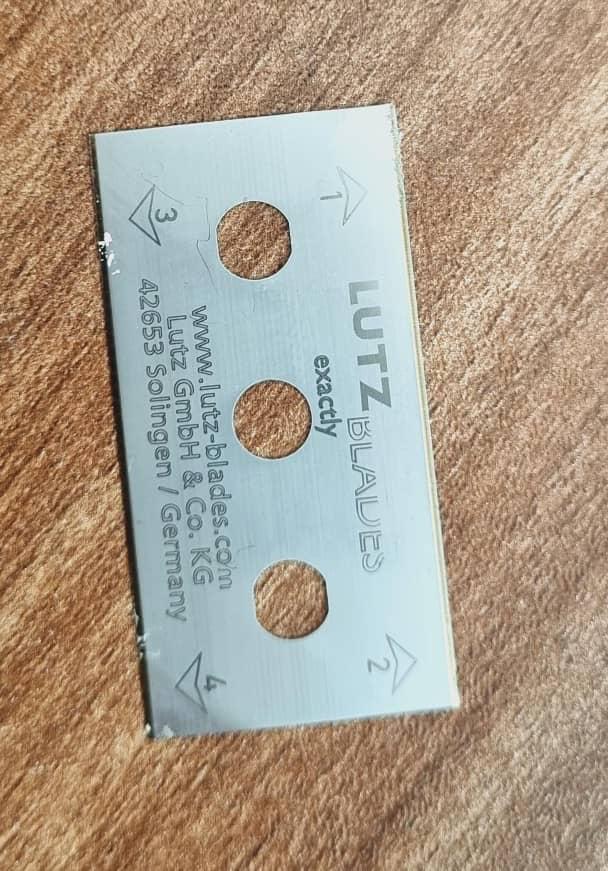 1
2
LUTZ BLADES
exactly
www.lutz-blades.com
Lutz GmbH & Co. KG
42653 Solingen / Germany
3
4